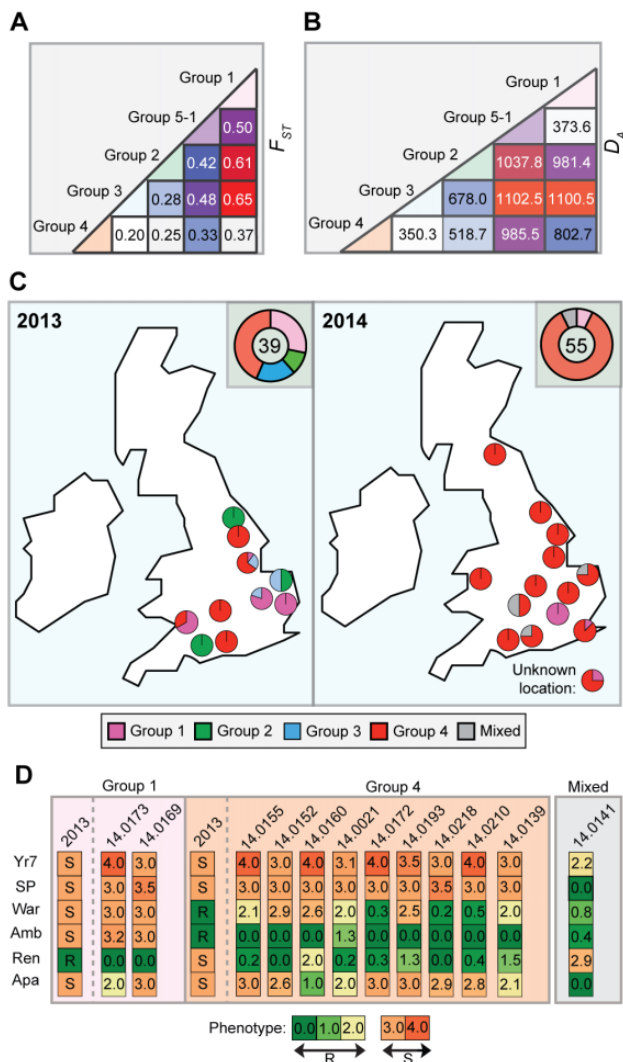 A
Group 1
Group 5-1
0.50
Group 2
0.42 0.61
Group 3
0.28 0.48 0.65
Group 4
0.20 0.25 0.33 0.37
F_ST
B
Group 1
Group 5-1
373.6
Group 2
1037.8 981.4
Group 3
678.0 1102.5 1100.5
Group 4
350.3 518.7 985.5 802.7
D_A
C
2013
39
2014
55
Unknown
location:
Group 1 Group 2 Group 3 Group 4 Mixed
D
Group 1 Group 4 Mixed
2013 14.0173 14.0169 2013 14.0155 14.0152 14.0160 14.0021 14.0172 14.0193 14.0218 14.0210 14.0139 14.0141
Yr7 S 4.0 3.0 S 4.0 3.0 4.0 3.1 4.0 3.5 3.0 4.0 3.0 2.2
SP S 3.0 3.5 S 3.0 3.0 3.0 3.0 3.0 3.0 3.5 3.0 3.0 0.0
War S 3.0 3.0 R 2.1 2.9 2.6 2.0 0.3 2.5 0.2 0.5 2.0 0.8
Amb S 3.2 3.0 R 0.0 0.0 0.0 1.3 0.0 0.0 0.0 0.0 0.0 0.4
Ren R 0.0 0.0 S 0.2 0.0 2.0 0.2 0.3 1.3 0.2 0.4 1.5 2.9
Apa S 2.0 3.0 S 3.0 2.6 1.0 2.0 3.0 3.0 2.9 2.8 2.1 0.0
Phenotype: 0.0 1.0 2.0 3.0 4.0
R S